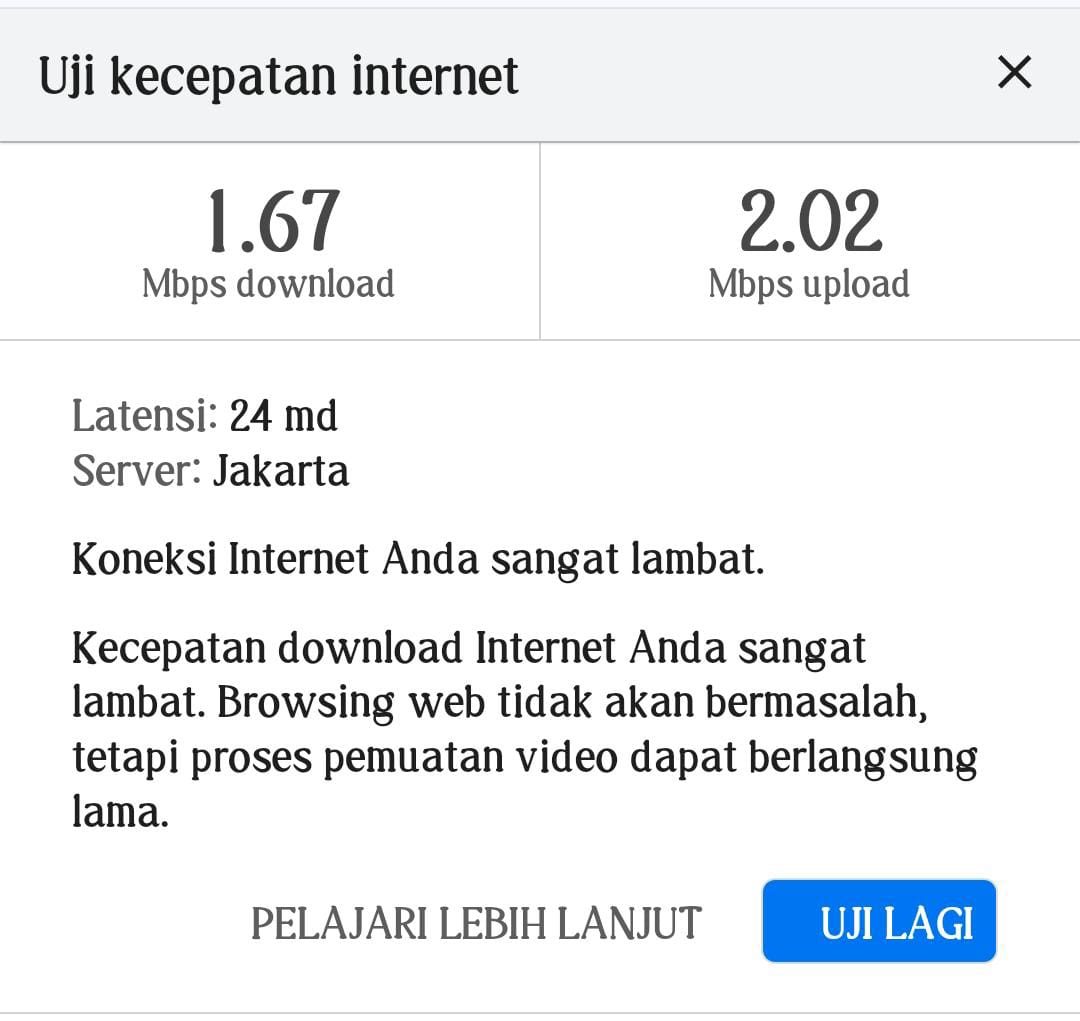 Uji kecepatan internet
1.67
Mbps download
2.02
Mbps upload
Latensi: 24 md
Server: Jakarta
Koneksi Internet Anda sangat lambat.
Kecepatan download Internet Anda sangat
lambat. Browsing web tidak akan bermasalah,
tetapi proses pemuatan video dapat berlangsung
lama.
PELAJARI LEBIH LANJUT
UJI LAGI